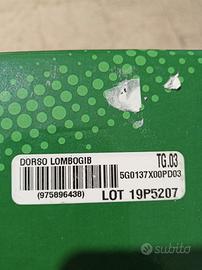 DORSO LOMBOGIB
TG.03
5G0137X00PD03
(975896438)
LOT 19P5207
subito